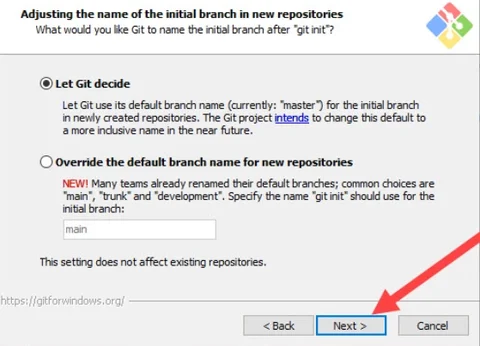 Adjusting the name of the initial branch in new repositories
What would you like Git to name the initial branch after "git init"?
Let Git decide
Let Git use its default branch name (currently: "master") for the initial branch
in newly created repositories. The Git project intends to change this default to
a more inclusive name in the near future.
Override the default branch name for new repositories
NEW! Many teams already renamed their default branches; common choices are
"main", "trunk" and "development". Specify the name "git init" should use for the
initial branch:
main
This setting does not affect existing repositories.
https://gitforwindows.org/
< Back Next > Cancel